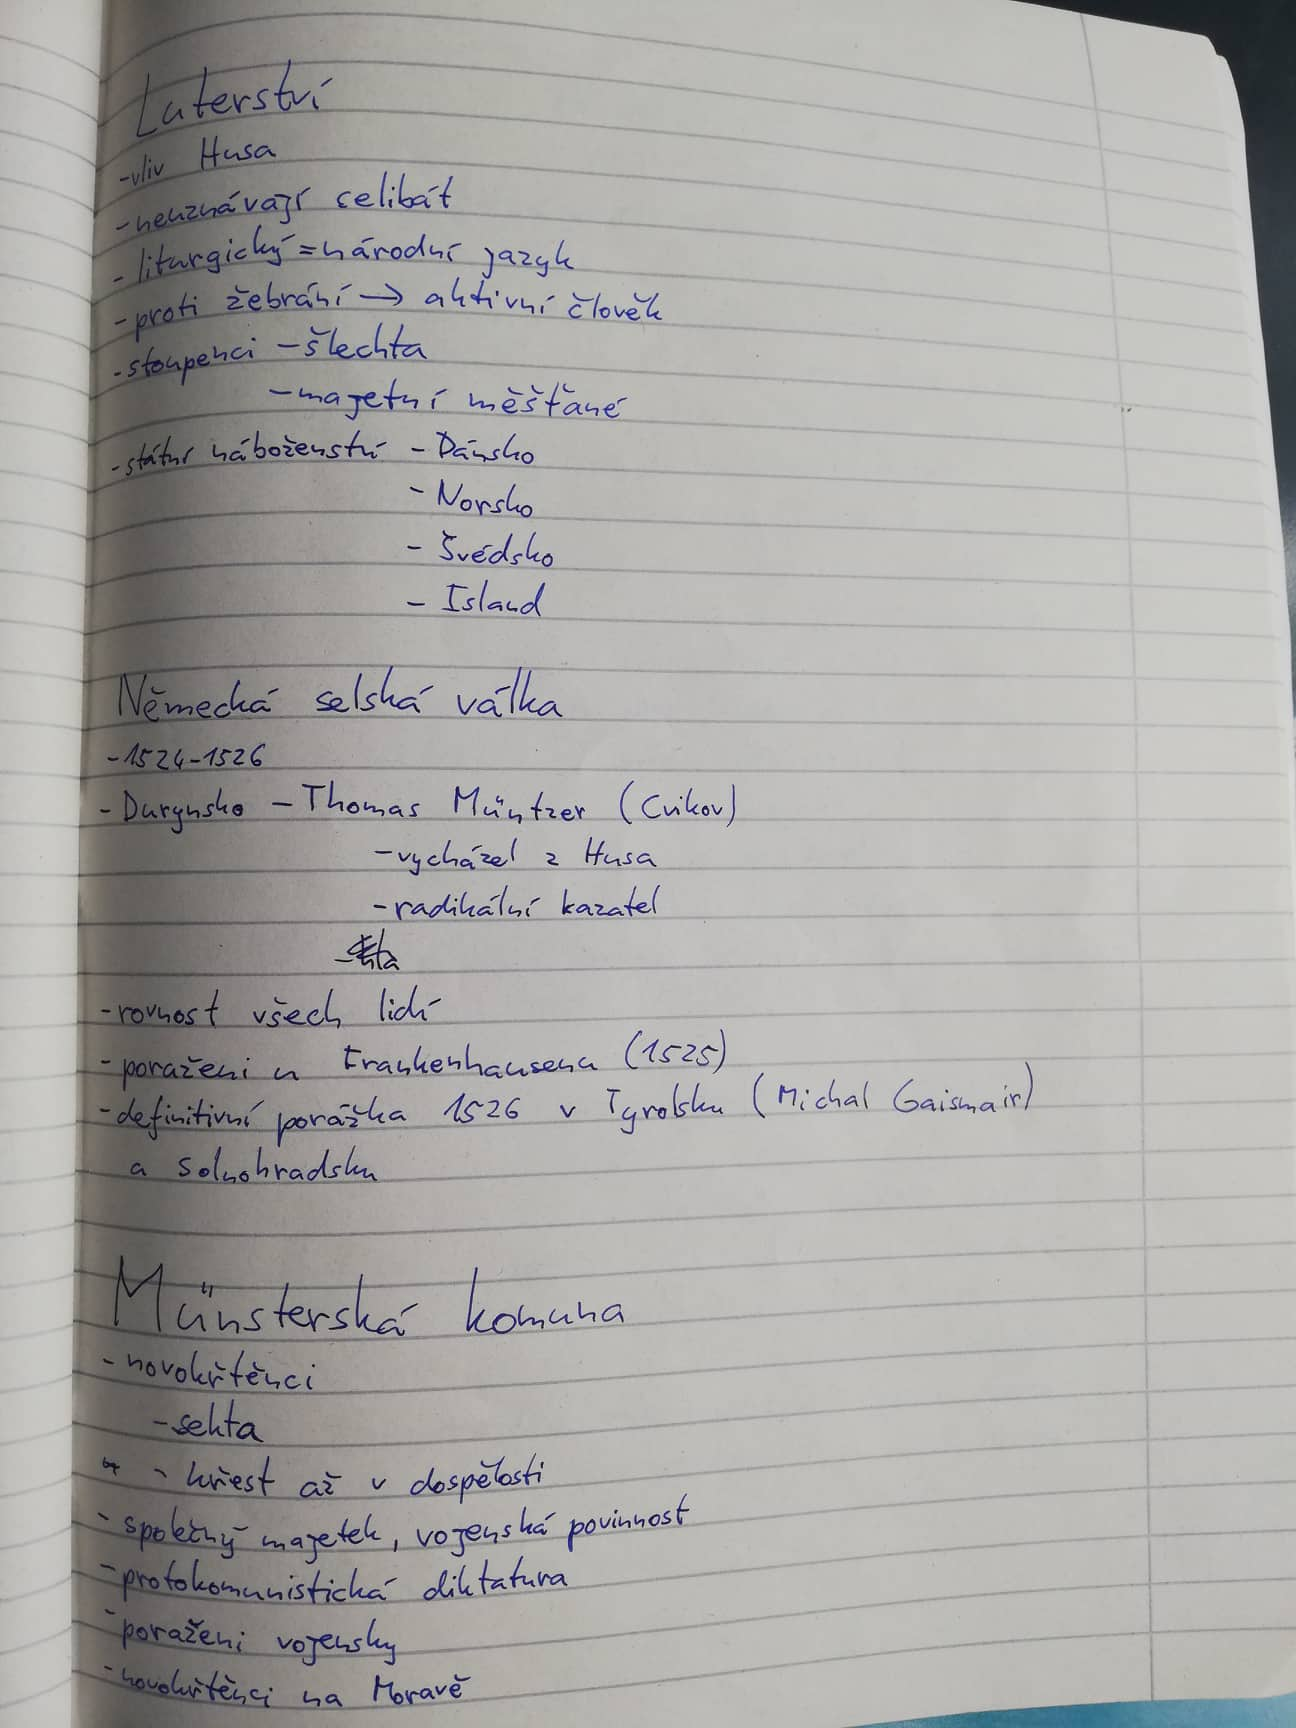 Luterství
-vliv Husa
-neuznávají celibát
-liturgický = národní jazyk
-proti žebrání → aktivní člověk
-stoupenci - šlechta
-majetní měšťané
-státní náboženství - Dánsko
- Norsko
- Švédsko
- Island
Německá selská válka
-1524-1526
-Durynsko - Thomas Müntzer (Cvikov)
-vycházel z Husa
-radikální kazatel
-rovnost všech lidí
-poraženi u Frankenhausenu (1525)
-definitivní porážka 1526 v Tyrolsku (Michal Gaismair)
a Solnohradsku
Münsterská komuna
- novokřtěnci
-sekta
- křest až v dospělosti
- společný majetek, vojenská povinnost
-protokomunistická diktatura
-poraženi vojensky
-novokřtěnci na Moravě